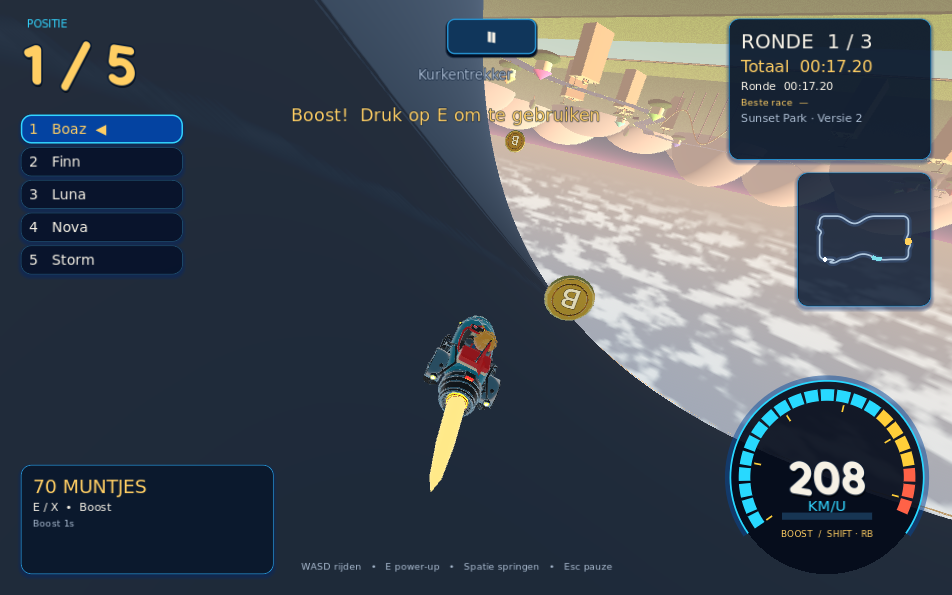 POSITIE
1 / 5
1 Boaz ◀
2 Finn
3 Luna
4 Nova
5 Storm
Kurkentrekker
Boost! Druk op E om te gebruiken
B
B
RONDE 1 / 3
Totaal 00:17.20
Ronde 00:17.20
Beste race —
Sunset Park · Versie 2
70 MUNTJES
E / X • Boost
Boost 1s
208
KM/U
BOOST / SHIFT · RB
WASD rijden • E power-up • Spatie springen • Esc pauze